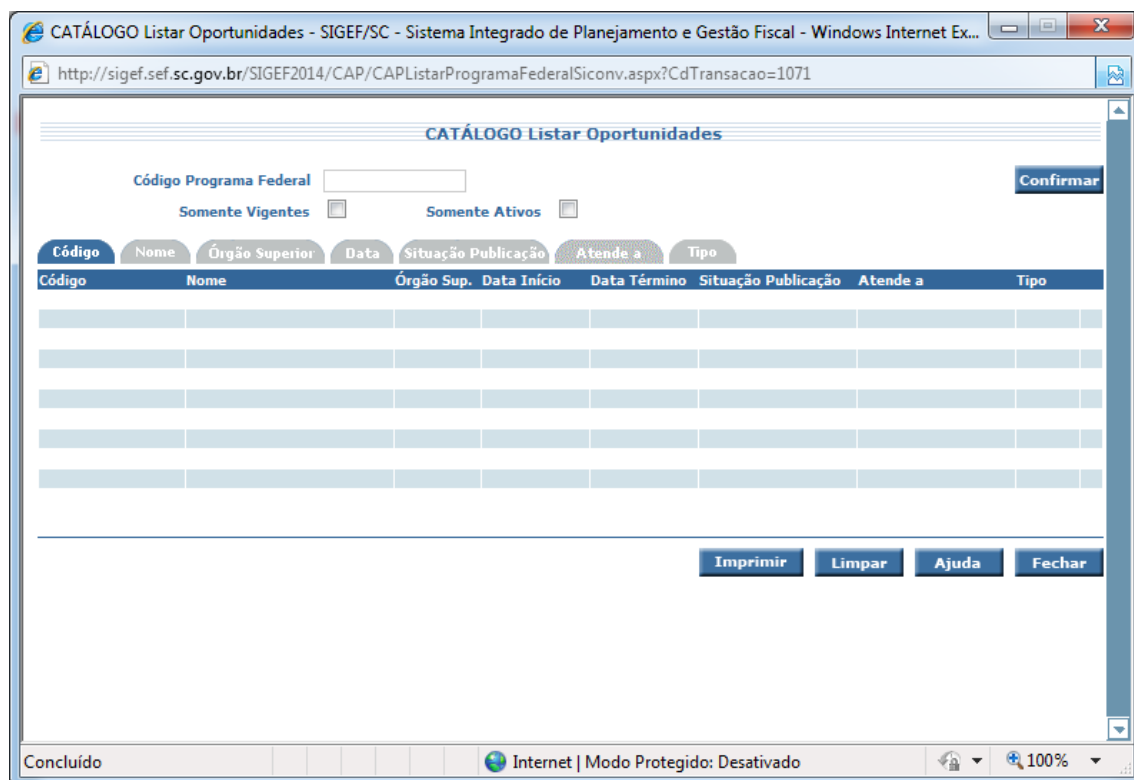 CATÁLOGO Listar Oportunidades - SIGEF/SC - Sistema Integrado de Planejamento e Gestão Fiscal - Windows Internet Ex...
http://sigef.sef.sc.gov.br/SIGEF2014/CAP/CAPListarProgramaFederalSiconv.aspx?CdTransacao=1071
CATÁLOGO Listar Oportunidades
Código Programa Federal Confirmar
Somente Vigentes Somente Ativos
Código Nome Órgão Superior Data Situação Publicação Atende a Tipo
Código Nome Órgão Sup. Data Início Data Término Situação Publicação Atende a Tipo
Imprimir Limpar Ajuda Fechar
Concluído Internet | Modo Protegido: Desativado 100%